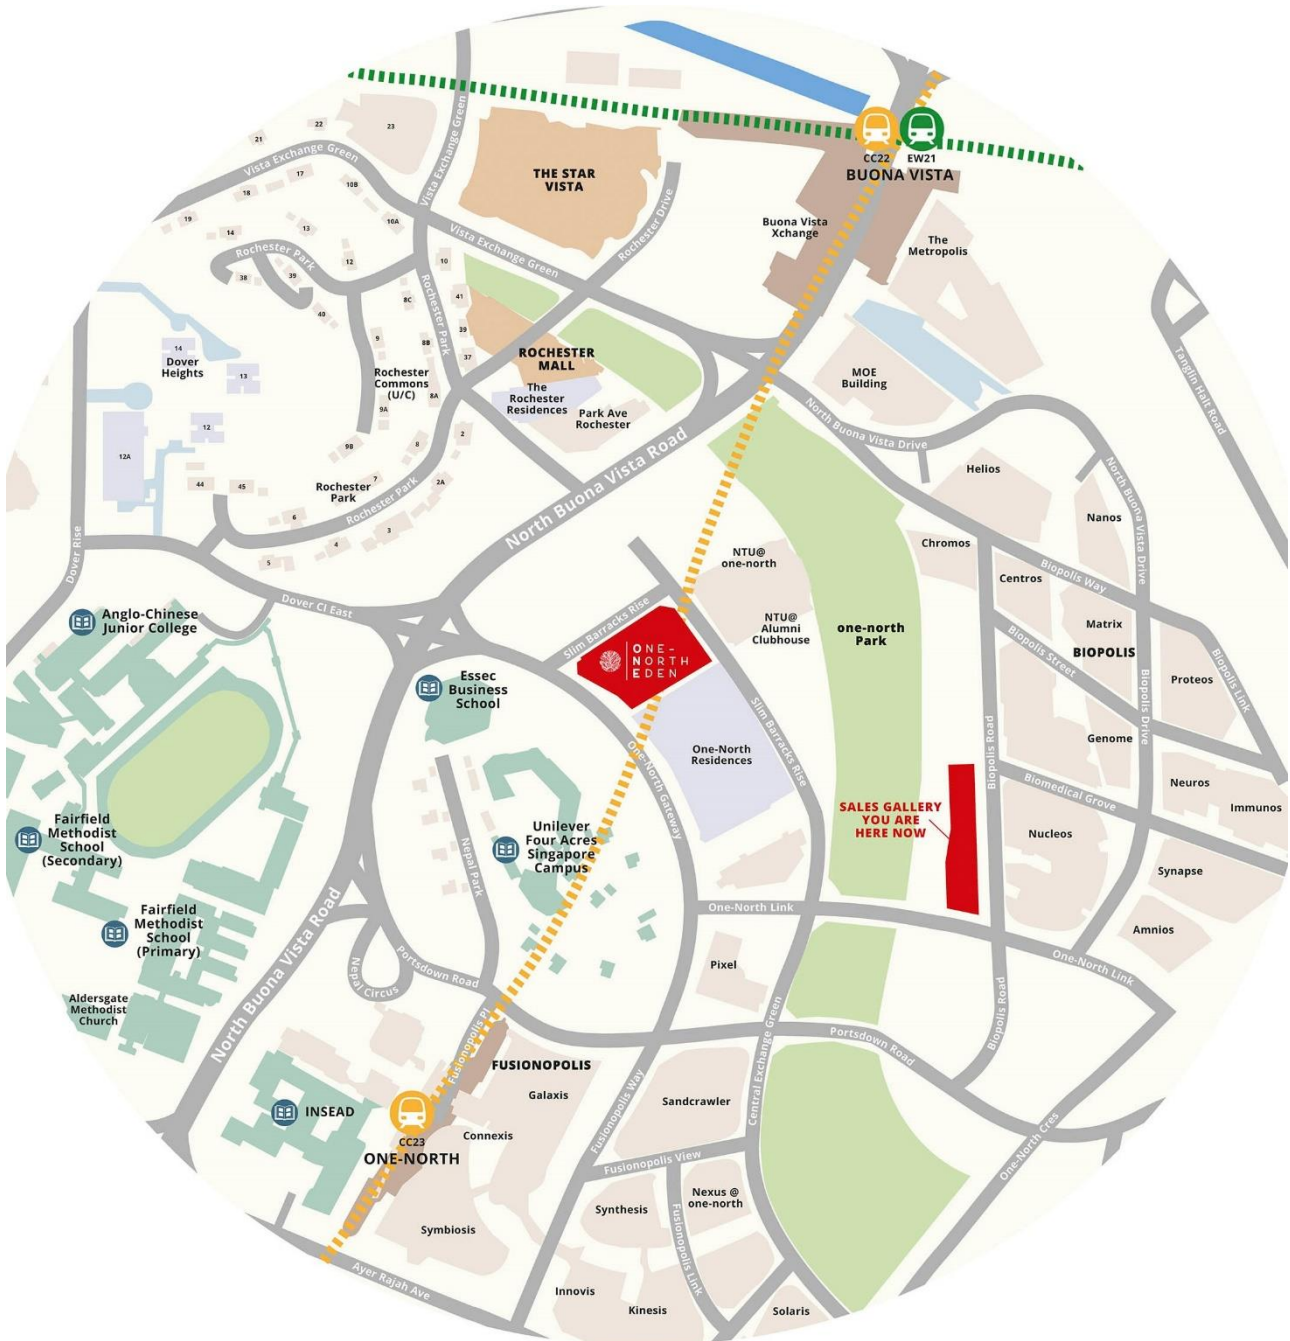 21
22
23
Vista Exchange Green
Vista Exchange Green
17
18
10B
19
14
13
10A
THE STAR
VISTA
Rochester Drive
Vista Exchange Green
CC22
EW21
BUONA VISTA
Buona Vista
Xchange
The
Metropolis
Rochester Park
12
38
39
40
10
8C
41
Rochester Park
39
9
8B
37
ROCHESTER
MALL
14
Dover
Heights
13
Rochester
Commons
(U/C)
8A
9A
The
Rochester
Residences
Park Ave
Rochester
MOE
Building
Tanglin Halt Road
12
12A
9B
8
2
North Buona Vista Road
North Buona Vista Drive
Helios
North Buona Vista Drive
44
45
7
Rochester
Park
2A
Rochester Park
6
3
4
5
Nanos
Dover Rise
NTU@
one-north
Chromos
Centros
Biopolis Way
Dover Cl East
Anglo-Chinese
Junior College
Slim Barracks Rise
NTU@
Alumni
Clubhouse
one-north
Park
Matrix
BIOPOLIS
Biopolis Street
ONE-
NORTH
EDEN
Essec
Business
School
Proteos
Biopolis Link
Slim Barracks Rise
Biopolis Road
Biopolis Drive
Genome
One-North
Residences
One-North Gateway
Biomedical Grove
Neuros
Immunos
SALES GALLERY
YOU ARE
HERE NOW
Fairfield
Methodist
School
(Secondary)
Unilever
Four Acres
Singapore
Campus
Nepal Park
Nucleos
Synapse
One-North Link
Amnios
Fairfield
Methodist
School
(Primary)
North Buona Vista Road
Portsdown Road
Nepal Circus
Pixel
One-North Link
Aldersgate
Methodist
Church
Fusionopolis Pl
Central Exchange Green
Portsdown Road
Biopolis Road
FUSIONOPOLIS
Galaxis
Fusionopolis Way
Sandcrawler
INSEAD
CC23
ONE-NORTH
Connexis
Fusionopolis View
One-North Cres
Nexus @
one-north
Synthesis
Symbiosis
Fusionopolis Link
Ayer Rajah Ave
Innovis
Kinesis
Solaris